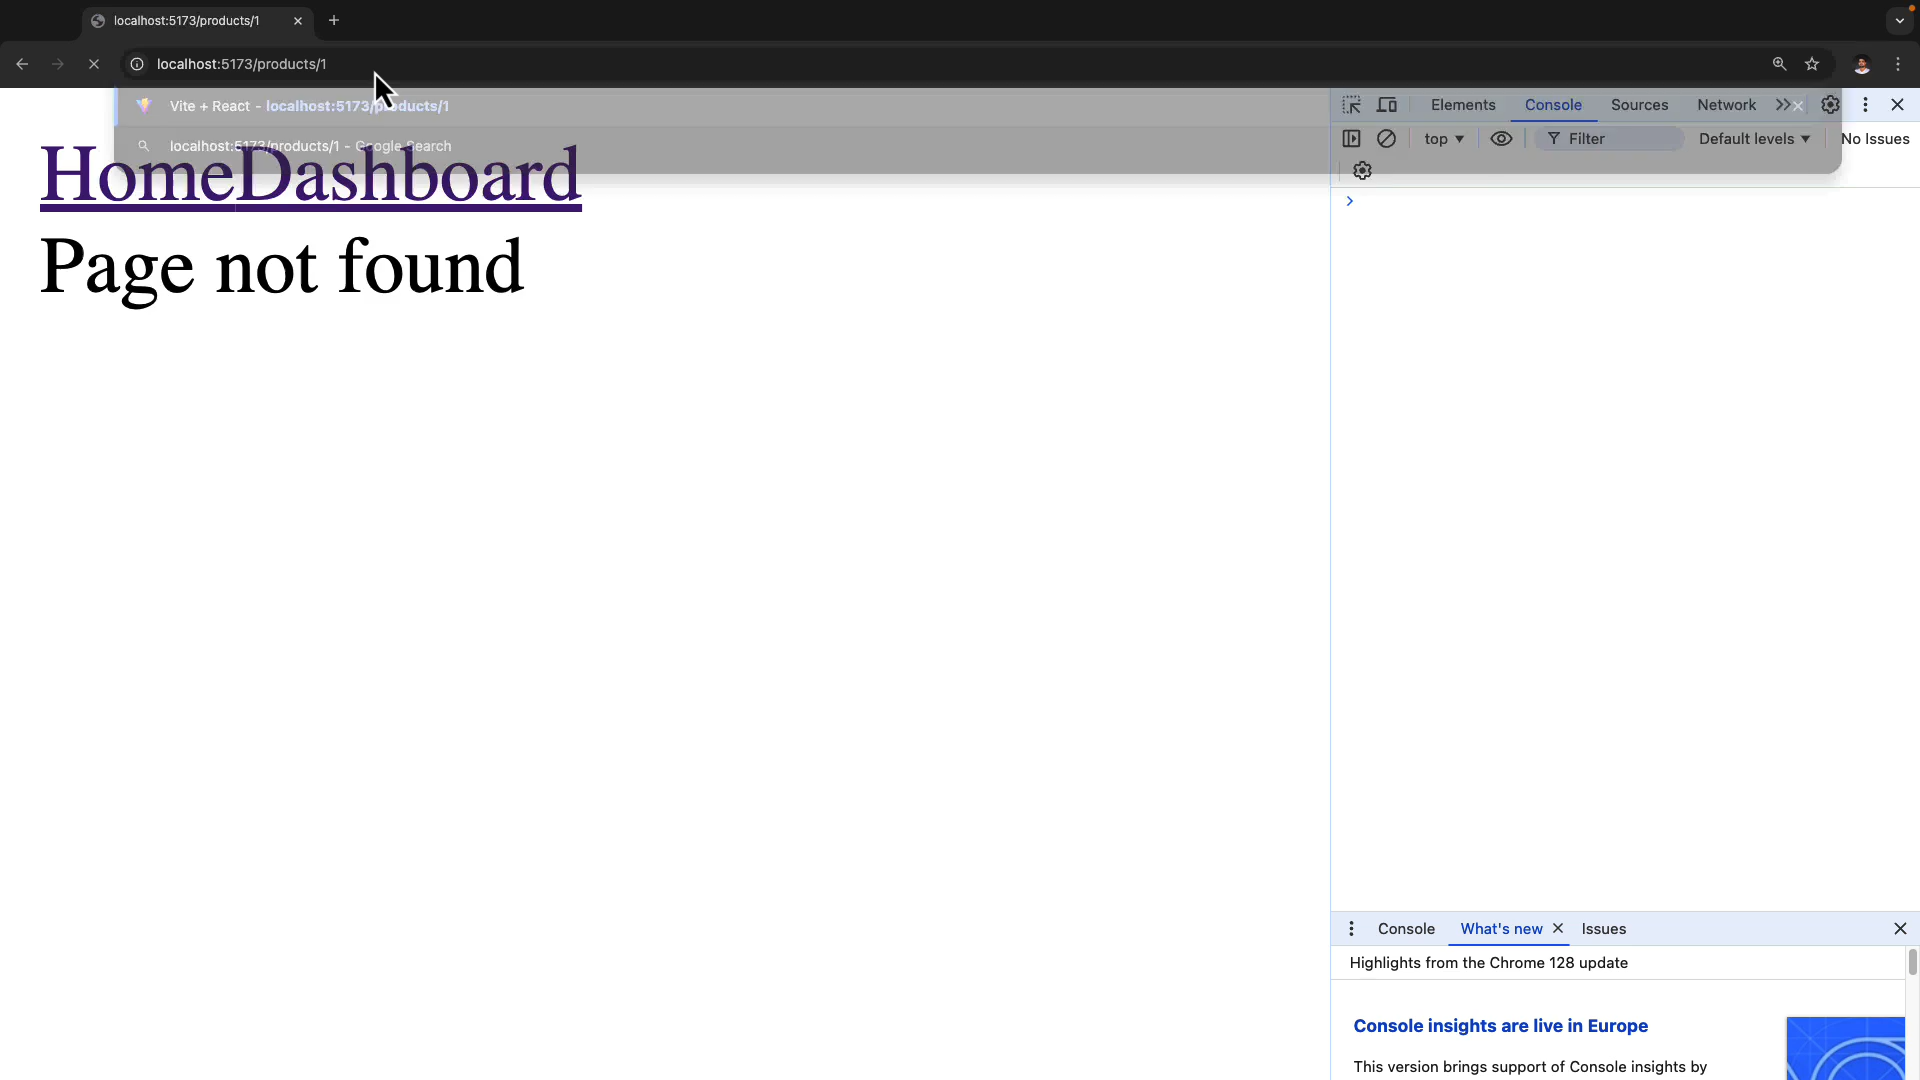 localhost:5173/products/1
localhost:5173/products/1
Vite + React - localhost:5173/products/1
localhost:5173/products/1 - Google Search
HomeDashboard
Page not found
Elements Console Sources Network
top Filter Default levels No Issues
Console What's new Issues
Highlights from the Chrome 128 update
Console insights are live in Europe
This version brings support of Console insights by